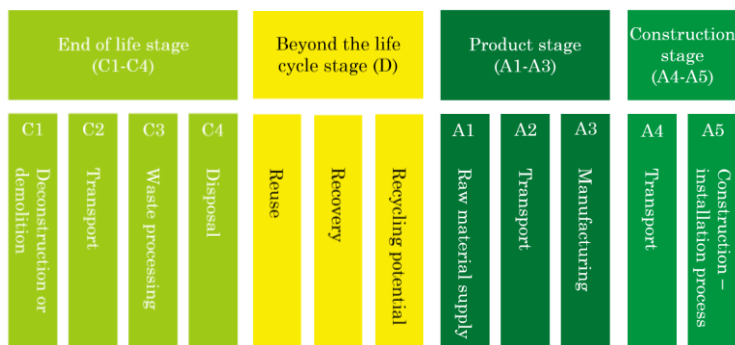 End of life stage
(C1-C4)
Beyond the life
cycle stage (D)
Product stage
(A1-A3)
Construction
stage
(A4-A5)
C1
Deconstruction or
demolition
C2
Transport
C3
Waste processing
C4
Disposal
Reuse
Recovery
Recycling potential
A1
Raw material supply
A2
Transport
A3
Manufacturing
A4
Transport
A5
Construction –
installation process